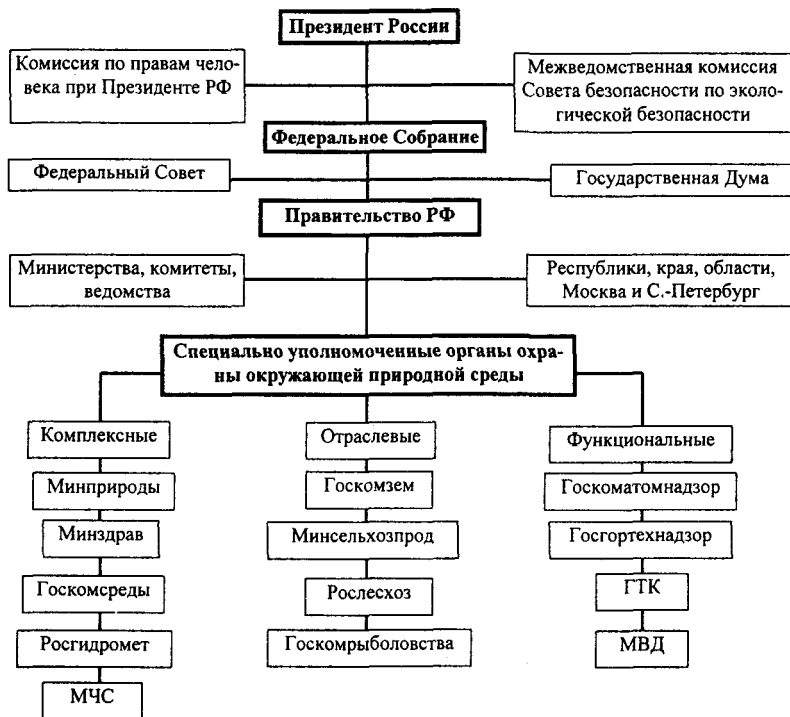 Президент России
Комиссия по правам чело-
века при Президенте РФ
Межведомственная комиссия
Совета безопасности по эколо-
гической безопасности
Федеральное Собрание
Федеральный Совет
Государственная Дума
Правительство РФ
Министерства, комитеты,
ведомства
Республики, края, области,
Москва и С.-Петербург
Специально уполномоченные органы охра-
ны окружающей природной среды
Комплексные
Отраслевые
Функциональные
Минприроды
Госкомзем
Госкоматомнадзор
Минздрав
Минсельхозпрод
Госгортехнадзор
Госкомсреды
Рослесхоз
ГТК
Росгидромет
Госкомрыболовства
МВД
МЧС